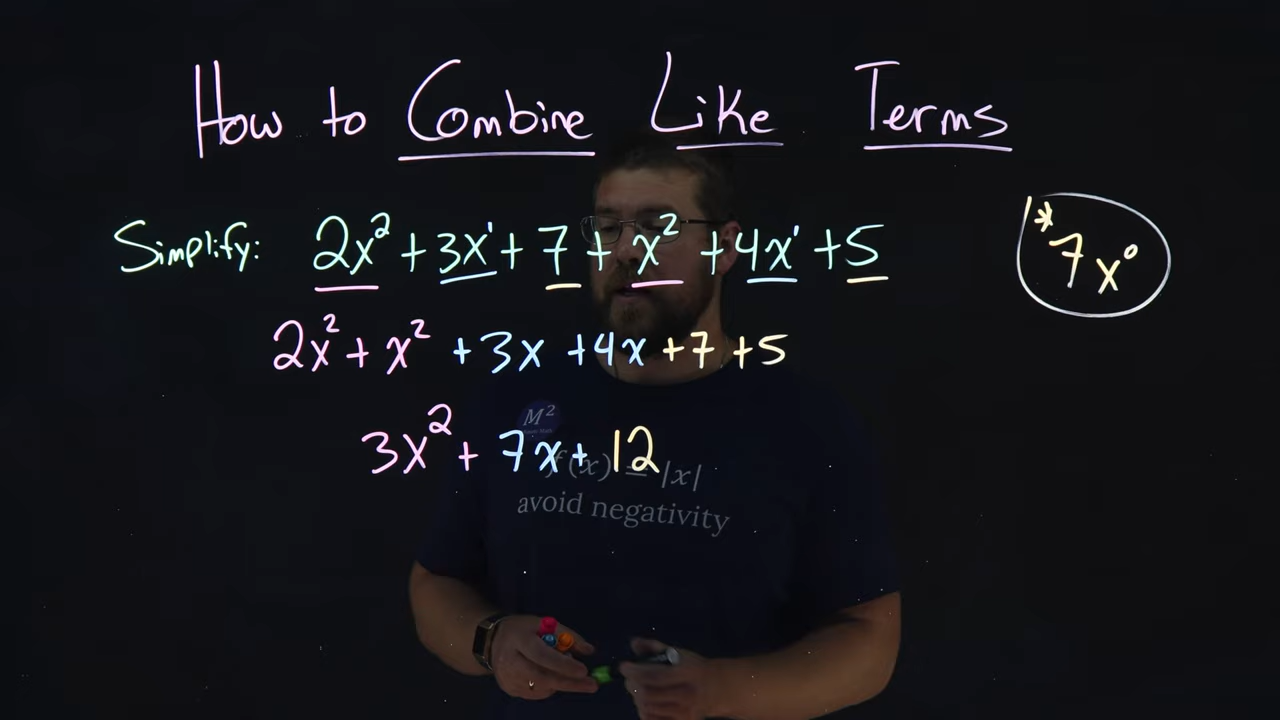 How to Combine Like Terms
Simplify: 2x² + 3x¹ + 7 + x² + 4x¹ + 5
* 7x⁰
2x² + x² + 3x + 4x + 7 + 5
3x² + 7x + 12
M²
f(x) = |x|
avoid negativity